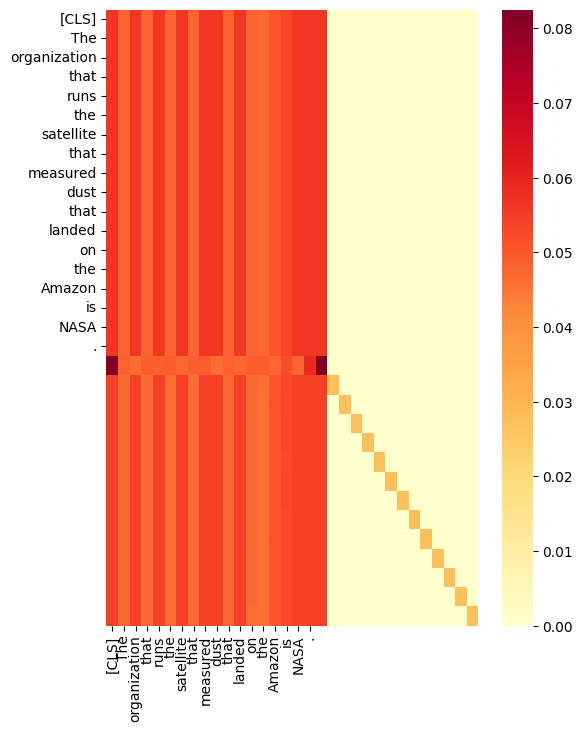 [CLS]
The
organization
that
runs
the
satellite
that
measured
dust
that
landed
on
the
Amazon
is
NASA
.
0.08
0.07
0.06
0.05
0.04
0.03
0.02
0.01
0.00
[CLS]
The
organization
that
runs
the
satellite
that
measured
dust
that
landed
on
the
Amazon
is
NASA
.